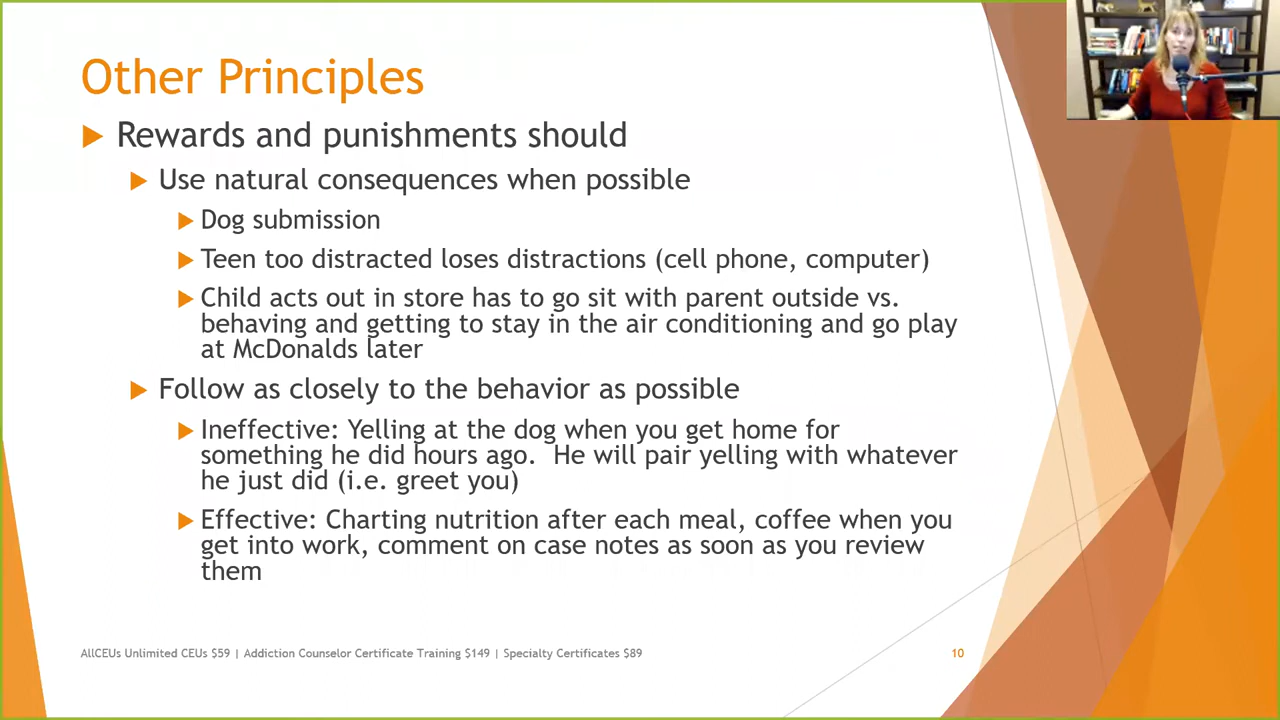 Other Principles
Rewards and punishments should
Use natural consequences when possible
Dog submission
Teen too distracted loses distractions (cell phone, computer)
Child acts out in store has to go sit with parent outside vs.
behaving and getting to stay in the air conditioning and go play
at McDonalds later
Follow as closely to the behavior as possible
Ineffective: Yelling at the dog when you get home for
something he did hours ago.  He will pair yelling with whatever
he just did (i.e. greet you)
Effective: Charting nutrition after each meal, coffee when you
get into work, comment on case notes as soon as you review
them
AllCEUs Unlimited CEUs $59 | Addiction Counselor Certificate Training $149 | Specialty Certificates $89
10